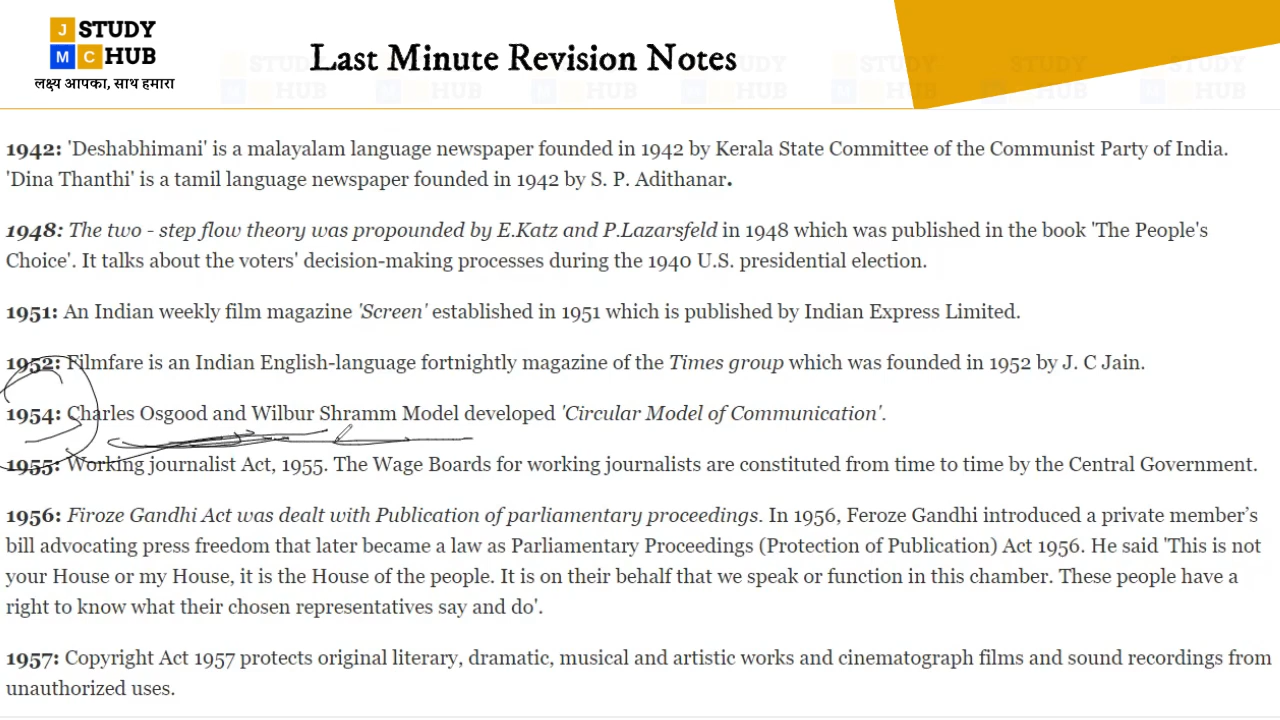 J STUDY
M C HUB
लक्ष्य आपका, साथ हमारा
Last Minute Revision Notes
1942: 'Deshabhimani' is a malayalam language newspaper founded in 1942 by Kerala State Committee of the Communist Party of India.
'Dina Thanthi' is a tamil language newspaper founded in 1942 by S. P. Adithanar.
1948: The two - step flow theory was propounded by E.Katz and P.Lazarsfeld in 1948 which was published in the book 'The People's
Choice'. It talks about the voters' decision-making processes during the 1940 U.S. presidential election.
1951: An Indian weekly film magazine 'Screen' established in 1951 which is published by Indian Express Limited.
1952: Filmfare is an Indian English-language fortnightly magazine of the Times group which was founded in 1952 by J. C Jain.
1954: Charles Osgood and Wilbur Shramm Model developed 'Circular Model of Communication'.
1955: Working journalist Act, 1955. The Wage Boards for working journalists are constituted from time to time by the Central Government.
1956: Firoze Gandhi Act was dealt with Publication of parliamentary proceedings. In 1956, Feroze Gandhi introduced a private member's
bill advocating press freedom that later became a law as Parliamentary Proceedings (Protection of Publication) Act 1956. He said 'This is not
your House or my House, it is the House of the people. It is on their behalf that we speak or function in this chamber. These people have a
right to know what their chosen representatives say and do'.
1957: Copyright Act 1957 protects original literary, dramatic, musical and artistic works and cinematograph films and sound recordings from
unauthorized uses.